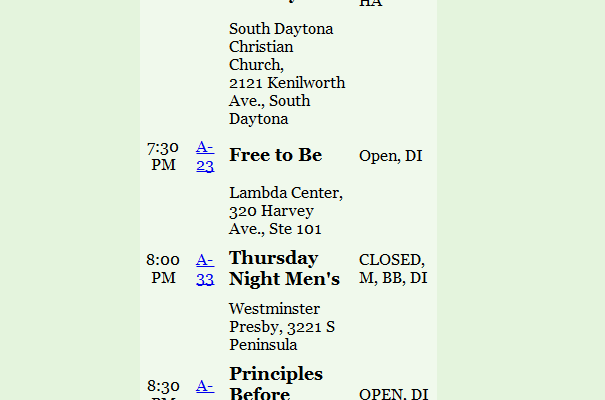 HA
South Daytona
Christian
Church,
2121 Kenilworth
Ave., South
Daytona
7:30
PM
A-
23
Free to Be
Open, DI
Lambda Center,
320 Harvey
Ave., Ste 101
8:00
PM
A-
33
Thursday
Night Men's
CLOSED,
M, BB, DI
Westminster
Presby, 3221 S
Peninsula
8:30
PM
A-
Principles
Before
OPEN, DI